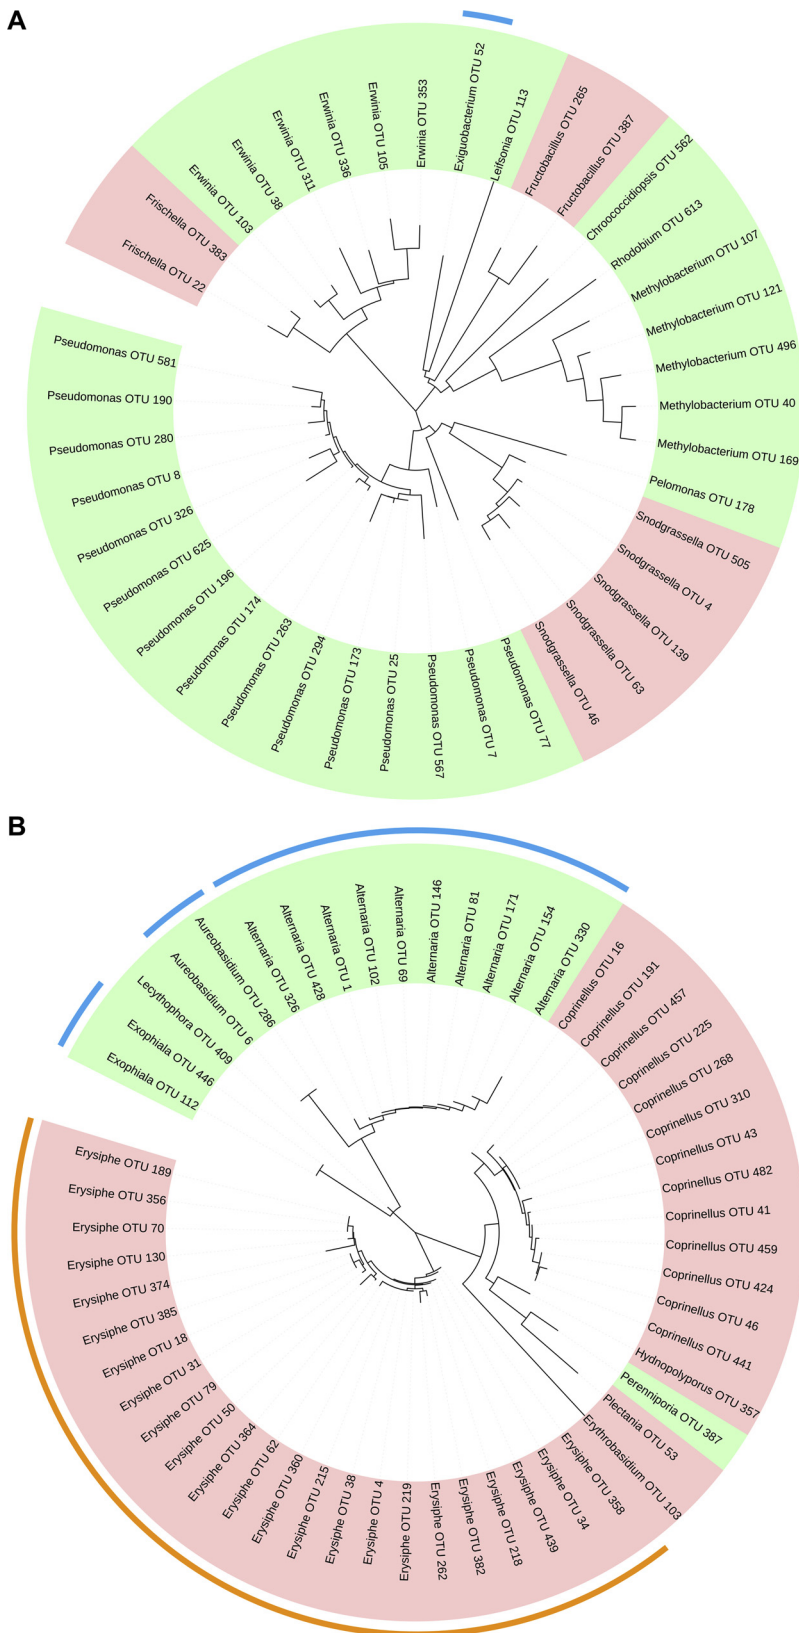 A
Frischella OTU 22
Frischella OTU 383
Erwinia OTU 103
Erwinia OTU 38
Erwinia OTU 311
Erwinia OTU 336
Erwinia OTU 105
Erwinia OTU 353
Exiguobacterium OTU 52
Leifsonia OTU 113
Fructobacillus OTU 265
Fructobacillus OTU 387
Chroococcidiopsis OTU 562
Rhodobium OTU 613
Methylobacterium OTU 107
Methylobacterium OTU 121
Methylobacterium OTU 496
Methylobacterium OTU 40
Methylobacterium OTU 169
Pelomonas OTU 178
Snodgrassella OTU 505
Snodgrassella OTU 4
Snodgrassella OTU 139
Snodgrassella OTU 63
Snodgrassella OTU 46
Pseudomonas OTU 77
Pseudomonas OTU 7
Pseudomonas OTU 567
Pseudomonas OTU 25
Pseudomonas OTU 173
Pseudomonas OTU 294
Pseudomonas OTU 263
Pseudomonas OTU 174
Pseudomonas OTU 196
Pseudomonas OTU 625
Pseudomonas OTU 326
Pseudomonas OTU 8
Pseudomonas OTU 280
Pseudomonas OTU 190
Pseudomonas OTU 581
B
Exophiala OTU 112
Exophiala OTU 446
Lecythophora OTU 409
Aureobasidium OTU 6
Aureobasidium OTU 286
Alternaria OTU 326
Alternaria OTU 428
Alternaria OTU 1
Alternaria OTU 102
Alternaria OTU 69
Alternaria OTU 146
Alternaria OTU 81
Alternaria OTU 171
Alternaria OTU 154
Alternaria OTU 330
Coprinellus OTU 16
Coprinellus OTU 191
Coprinellus OTU 457
Coprinellus OTU 225
Coprinellus OTU 268
Coprinellus OTU 310
Coprinellus OTU 43
Coprinellus OTU 482
Coprinellus OTU 41
Coprinellus OTU 459
Coprinellus OTU 424
Coprinellus OTU 46
Coprinellus OTU 441
Hydnopolyporus OTU 357
Perenniporia OTU 387
Plectania OTU 53
Erythrobasidium OTU 103
Erysiphe OTU 358
Erysiphe OTU 34
Erysiphe OTU 439
Erysiphe OTU 218
Erysiphe OTU 382
Erysiphe OTU 262
Erysiphe OTU 219
Erysiphe OTU 4
Erysiphe OTU 38
Erysiphe OTU 215
Erysiphe OTU 360
Erysiphe OTU 62
Erysiphe OTU 364
Erysiphe OTU 50
Erysiphe OTU 79
Erysiphe OTU 31
Erysiphe OTU 18
Erysiphe OTU 385
Erysiphe OTU 374
Erysiphe OTU 130
Erysiphe OTU 70
Erysiphe OTU 356
Erysiphe OTU 189